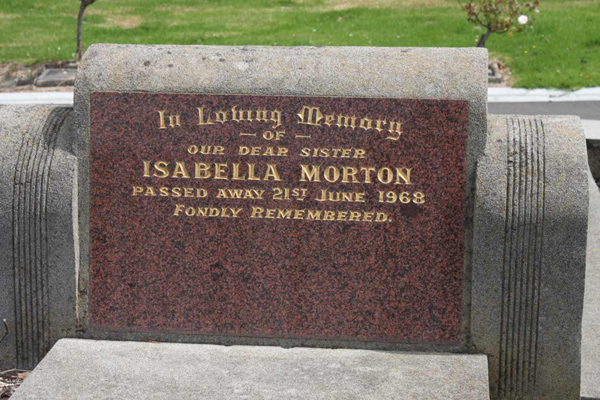 In Loving Memory
— OF —
OUR DEAR SISTER
ISABELLA MORTON
PASSED AWAY 21ST JUNE 1968
FONDLY REMEMBERED.